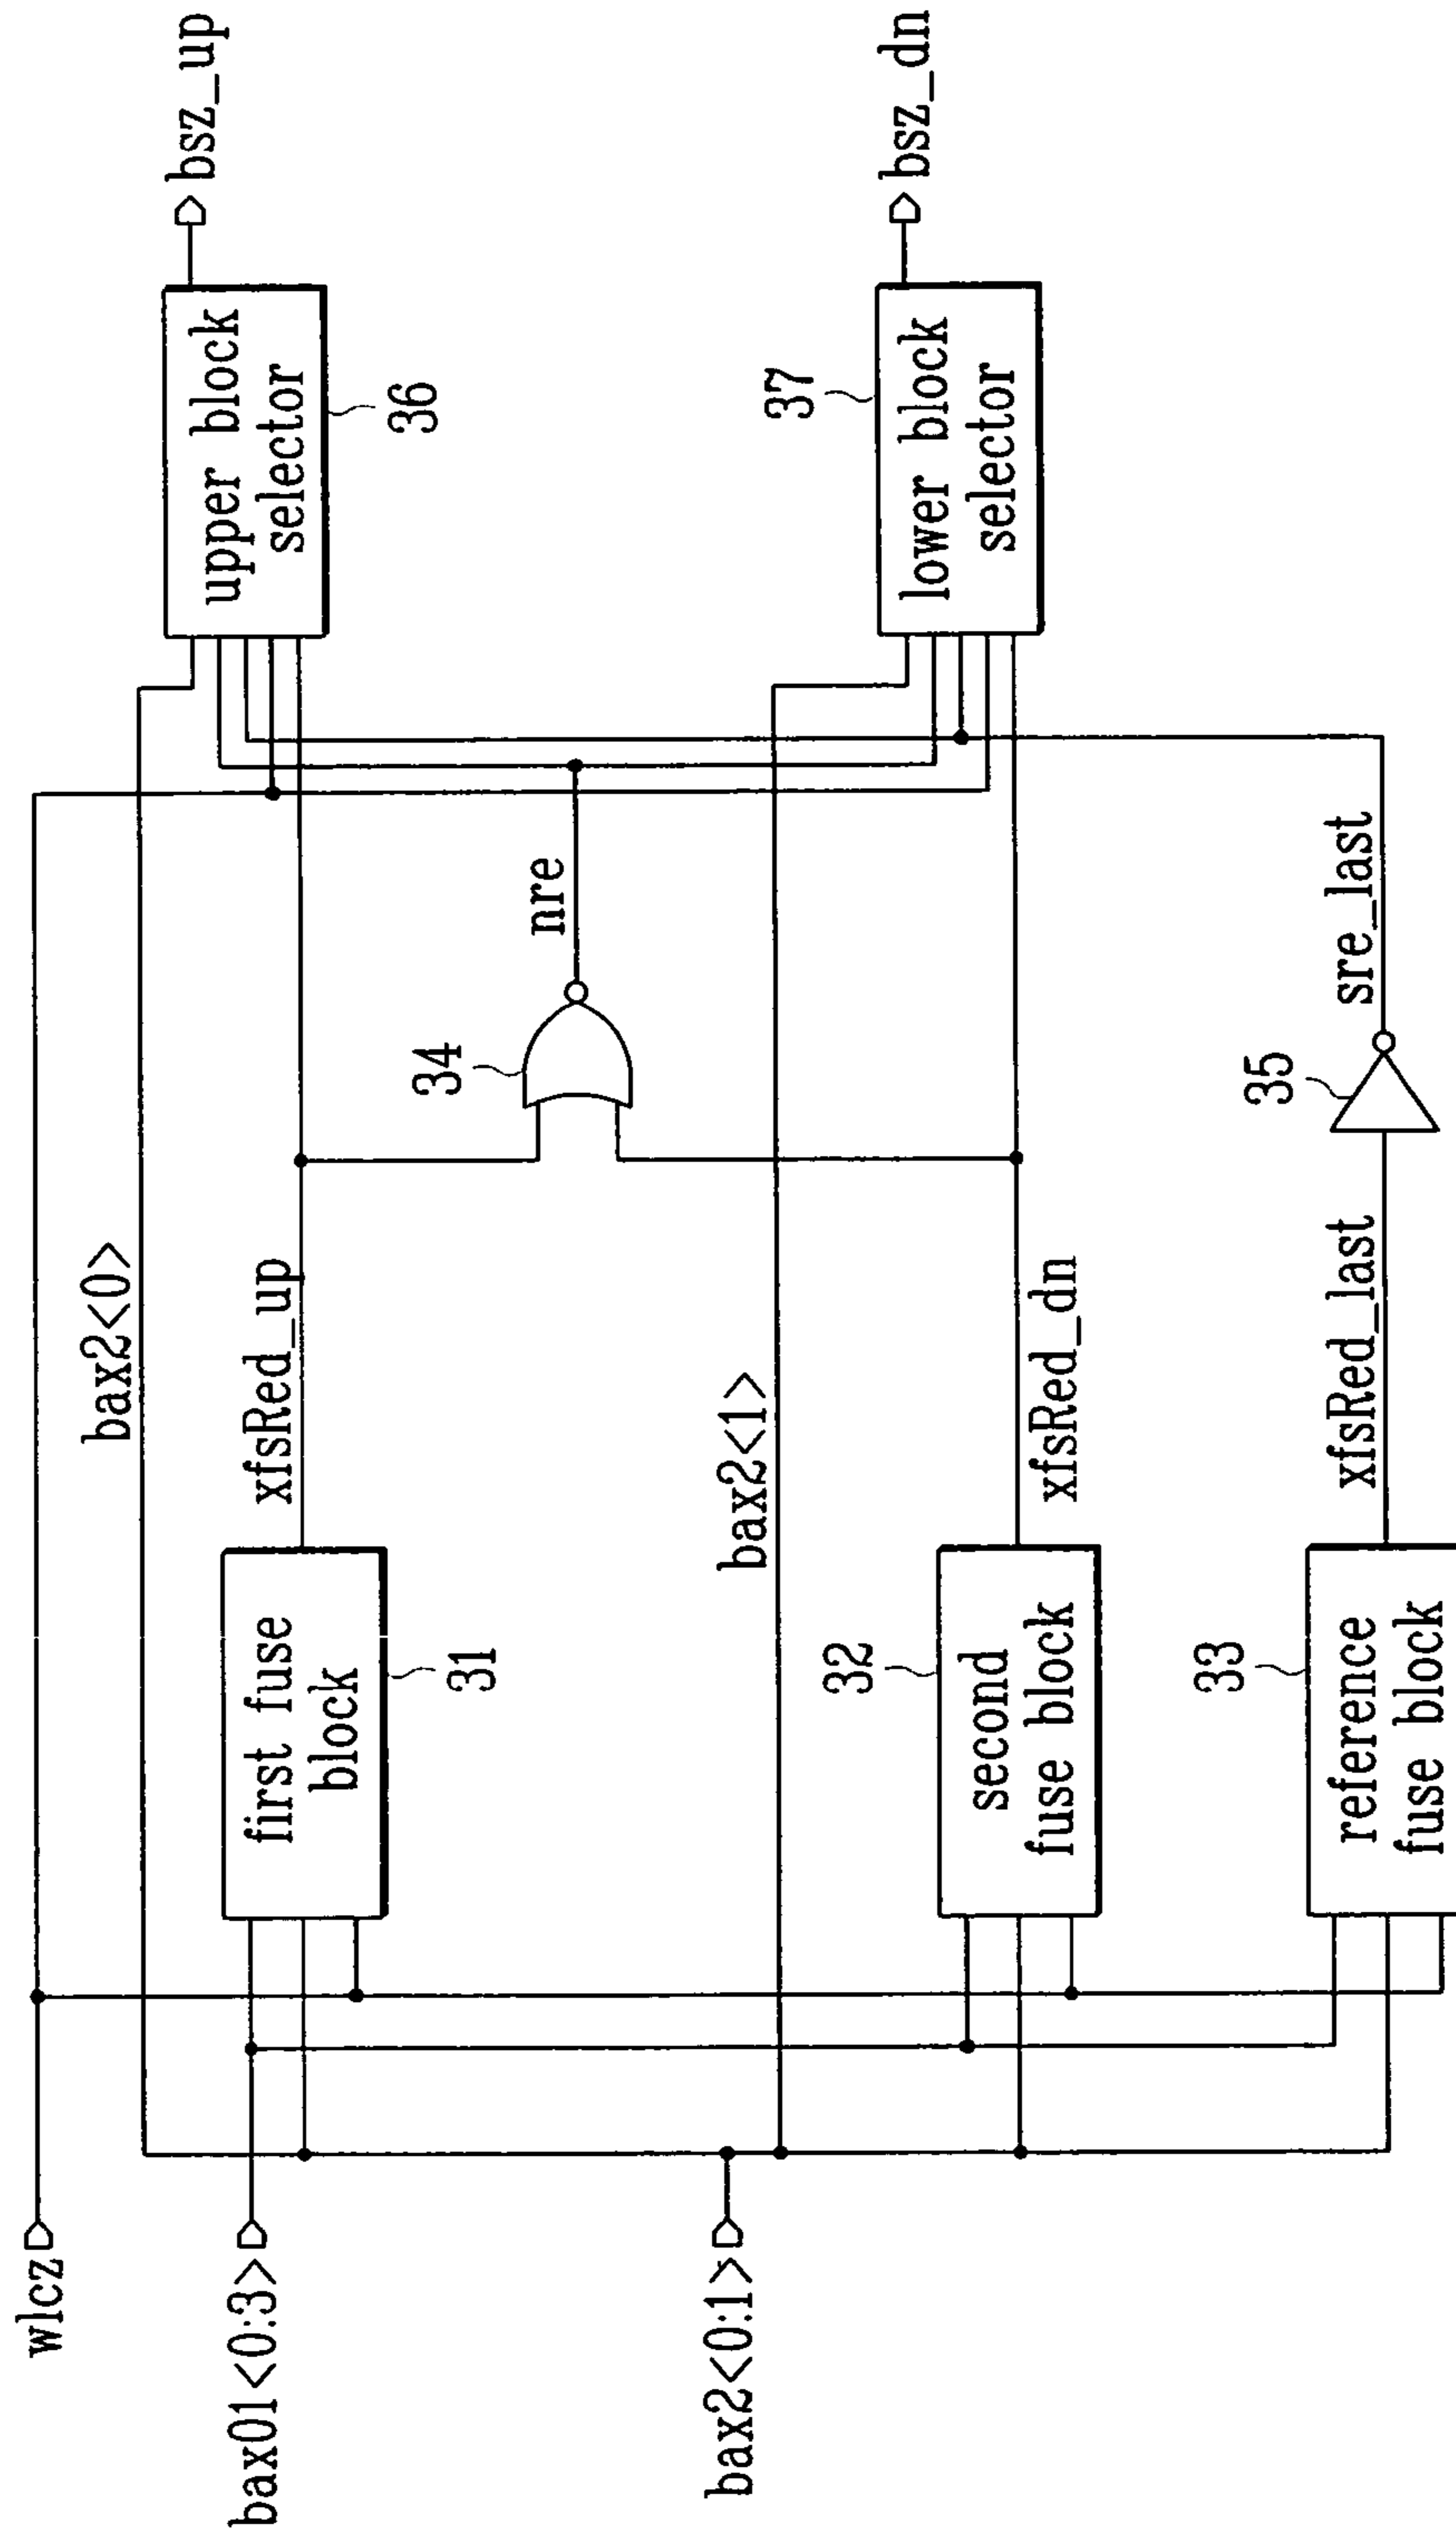 wlcz
bax01<0:3>
bax2<0:1>
bax2<0>
first fuse
block
31
xfsRed_up
34
nre
upper block
selector
36
bsz_up
bax2<1>
second
fuse block
32
xfsRed_dn
lower block
selector
37
bsz_dn
reference
fuse block
33
xfsRed_last
35
sre_last